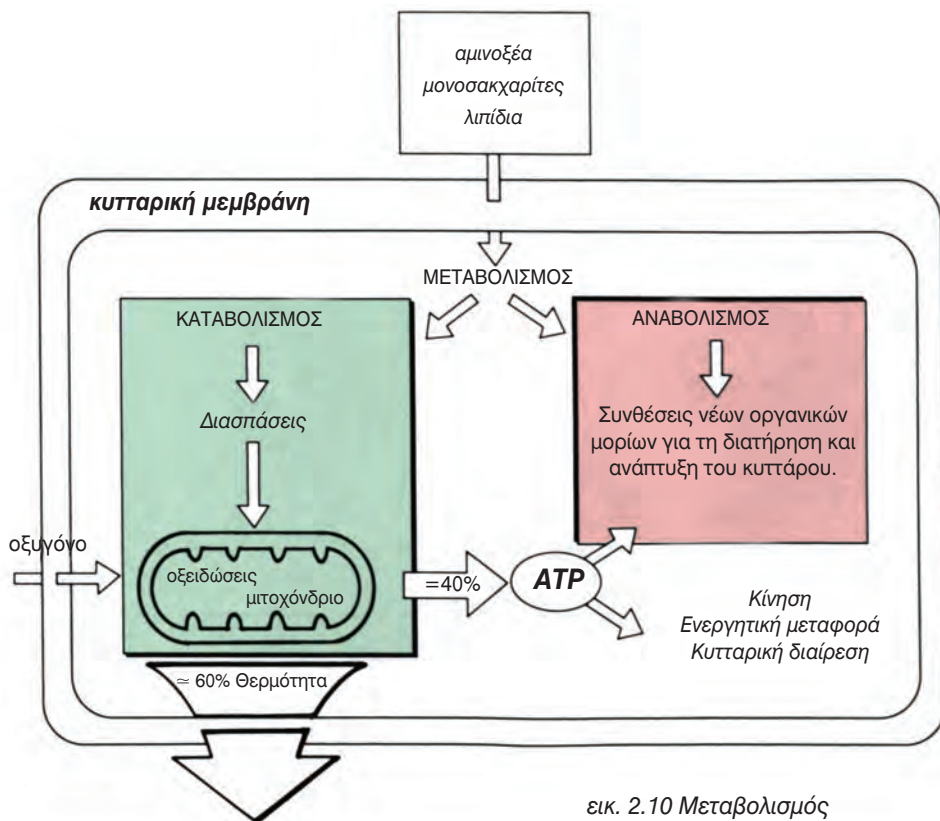 αμινοξέα
μονοσακχαρίτες
λιπίδια
κυτταρική μεμβράνη
ΜΕΤΑΒΟΛΙΣΜΟΣ
ΚΑΤΑΒΟΛΙΣΜΟΣ
Διασπάσεις
οξυγόνο
οξειδώσεις
μιτοχόνδριο
≃ 60% Θερμότητα
=40%
ATP
ΑΝΑΒΟΛΙΣΜΟΣ
Συνθέσεις νέων οργανικών
μορίων για τη διατήρηση και
ανάπτυξη του κυττάρου.
Κίνηση
Ενεργητική μεταφορά
Κυτταρική διαίρεση
εικ. 2.10 Μεταβολισμός